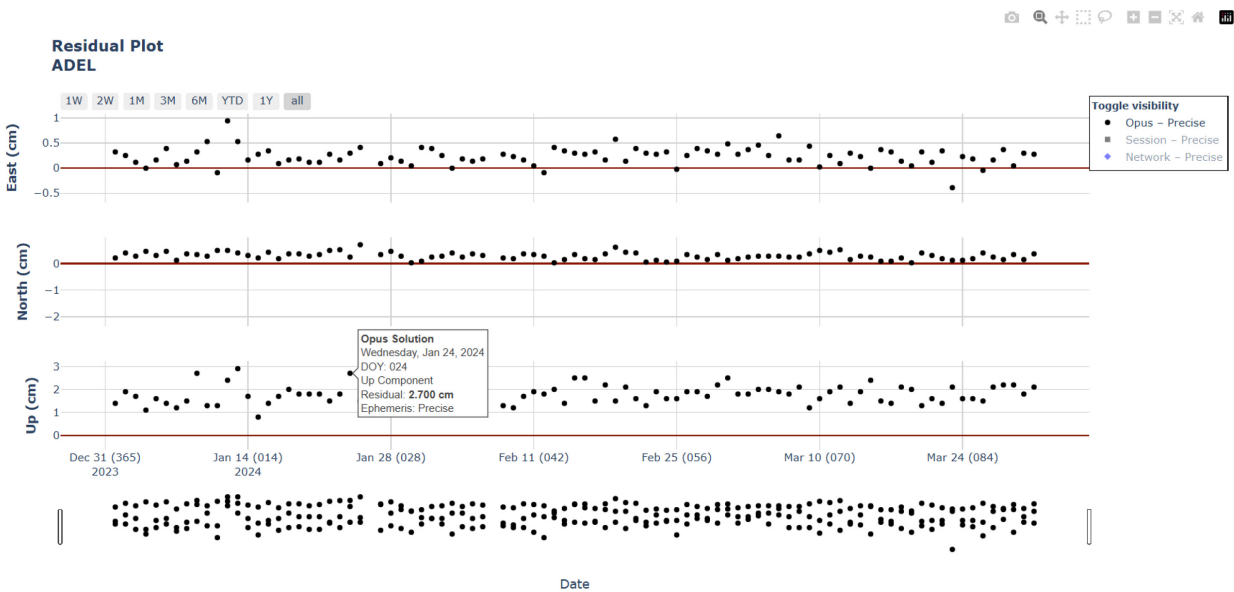 Residual Plot
ADEL
1W 2W 1M 3M 6M YTD 1Y all
Toggle visibility
Opus – Precise
Session – Precise
Network – Precise
East (cm)
1
0.5
0
−0.5
North (cm)
0
−1
−2
Up (cm)
3
2
1
0
Opus Solution
Wednesday, Jan 24, 2024
DOY: 024
Up Component
Residual: 2.700 cm
Ephemeris: Precise
Dec 31 (365) Jan 14 (014) Jan 28 (028) Feb 11 (042) Feb 25 (056) Mar 10 (070) Mar 24 (084)
2023 2024
Date